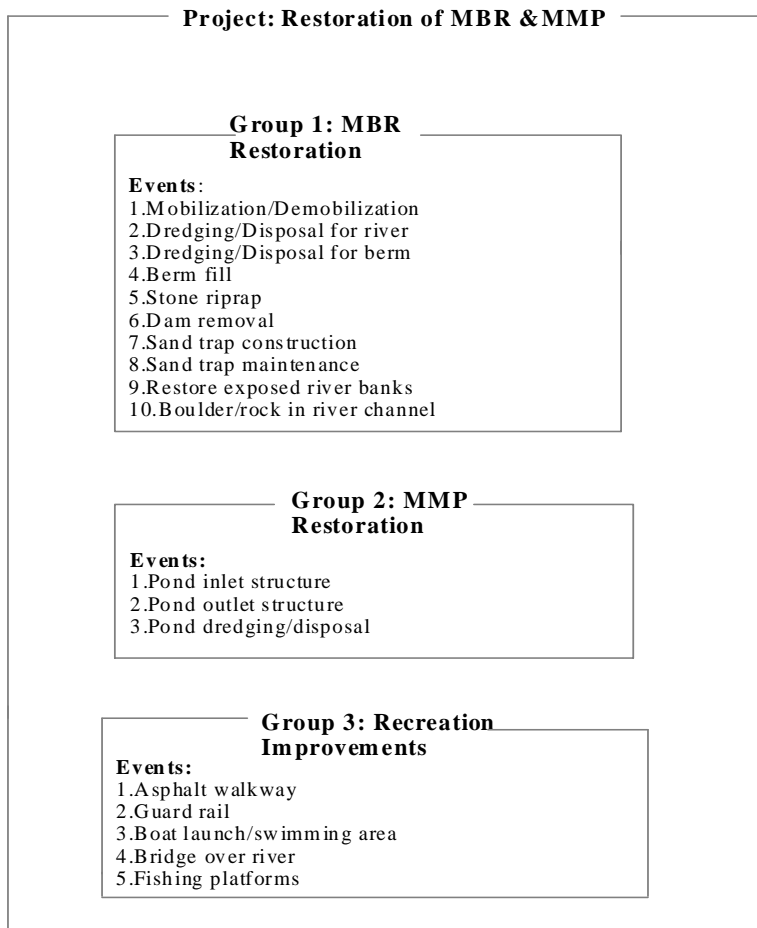 Project: Restoration of MBR & MMP
Group 1: MBR
Restoration
Events:
1.Mobilization/Demobilization
2.Dredging/Disposal for river
3.Dredging/Disposal for berm
4.Berm fill
5.Stone riprap
6.Dam removal
7.Sand trap construction
8.Sand trap maintenance
9.Restore exposed river banks
10.Boulder/rock in river channel
Group 2: MMP
Restoration
Events:
1.Pond inlet structure
2.Pond outlet structure
3.Pond dredging/disposal
Group 3: Recreation
Improvements
Events:
1.Asphalt walkway
2.Guard rail
3.Boat launch/swimming area
4.Bridge over river
5.Fishing platforms